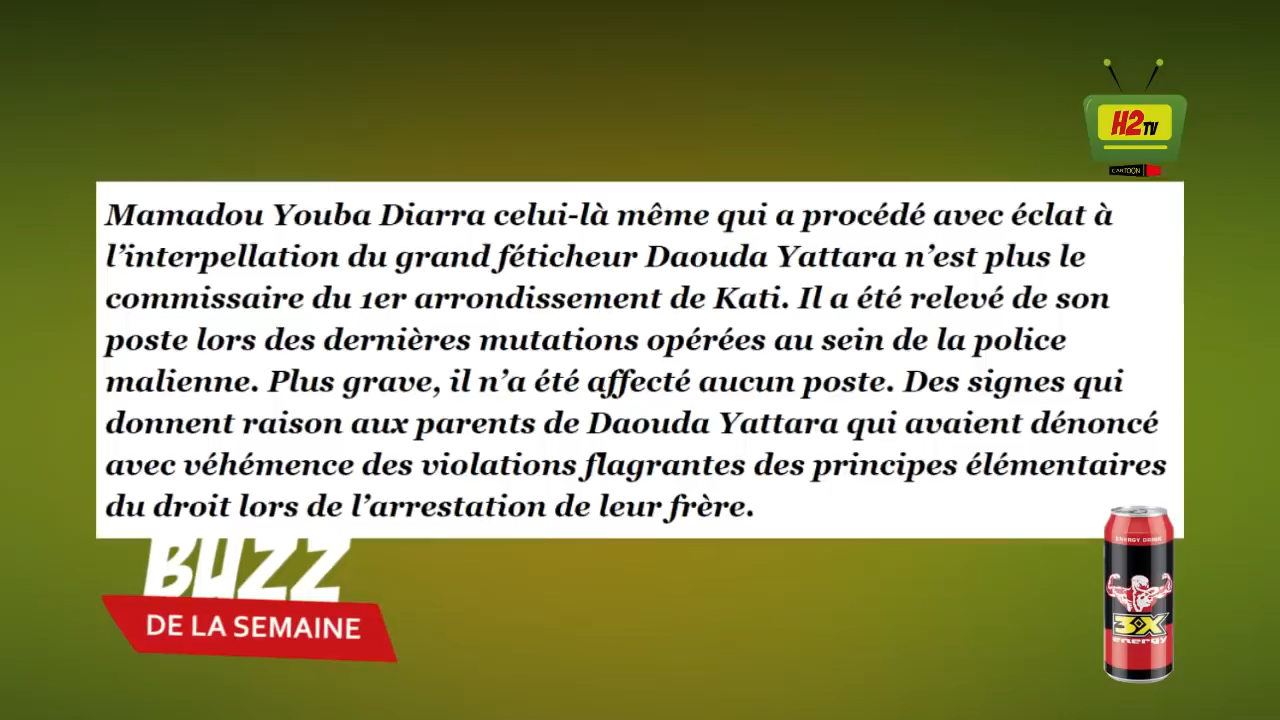 H2TV
CARTOON
Mamadou Youba Diarra celui-là même qui a procédé avec éclat à
l’interpellation du grand féticheur Daouda Yattara n’est plus le
commissaire du 1er arrondissement de Kati. Il a été relevé de son
poste lors des dernières mutations opérées au sein de la police
malienne. Plus grave, il n’a été affecté aucun poste. Des signes qui
donnent raison aux parents de Daouda Yattara qui avaient dénoncé
avec véhémence des violations flagrantes des principes élémentaires
du droit lors de l’arrestation de leur frère.
BUZZ
DE LA SEMAINE
ENERGY DRINK
3X
energy